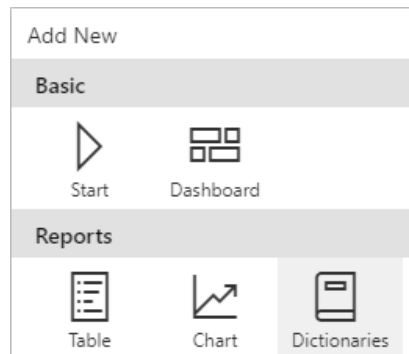 Add New
Basic
Start Dashboard
Reports
Table Chart Dictionaries